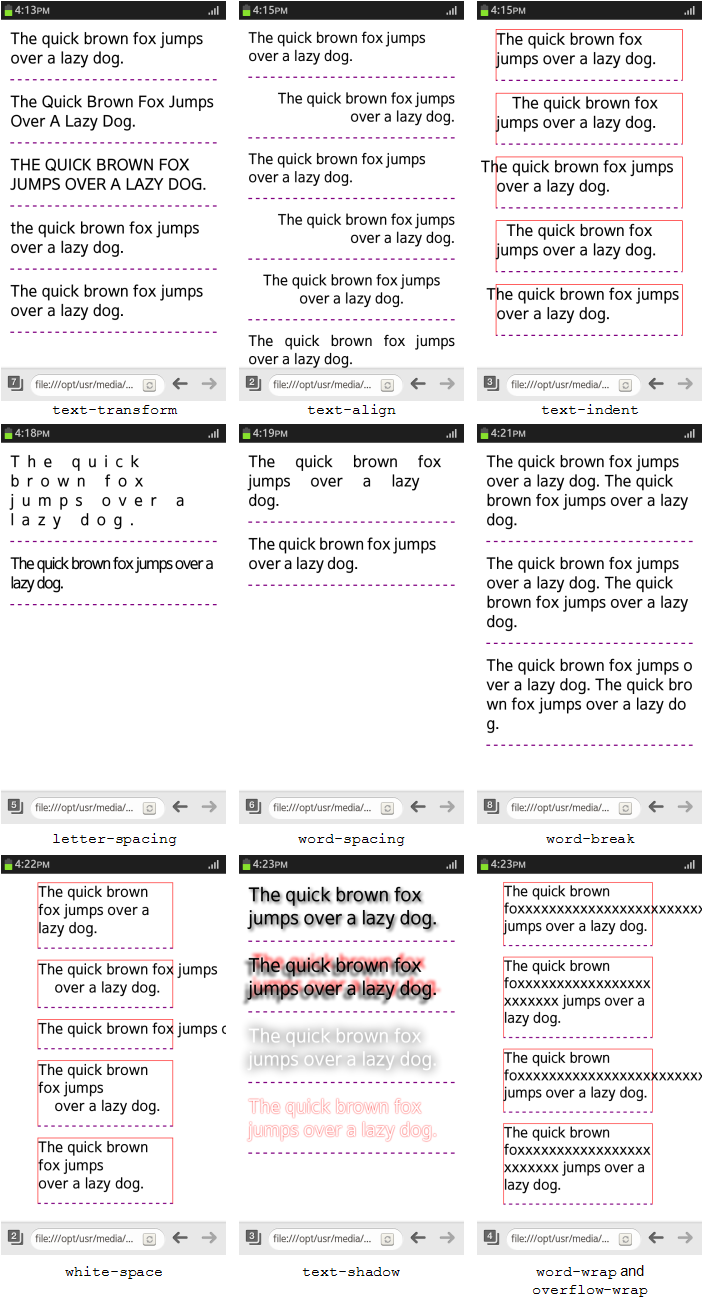 4:13PM
The quick brown fox jumps
over a lazy dog.
The Quick Brown Fox Jumps
Over A Lazy Dog.
THE QUICK BROWN FOX
JUMPS OVER A LAZY DOG.
the quick brown fox jumps
over a lazy dog.
The quick brown fox jumps
over a lazy dog.
7
file:///opt/usr/media/...
text-transform
4:15PM
The quick brown fox jumps
over a lazy dog.
The quick brown fox jumps
over a lazy dog.
The quick brown fox jumps
over a lazy dog.
The quick brown fox jumps
over a lazy dog.
The quick brown fox jumps
over a lazy dog.
The quick brown fox jumps
over a lazy dog.
2
file:///opt/usr/media/...
text-align
4:15PM
The quick brown fox
jumps over a lazy dog.
The quick brown fox
jumps over a lazy dog.
The quick brown fox jumps
over a lazy dog.
The quick brown fox
jumps over a lazy dog.
The quick brown fox jumps
over a lazy dog.
3
file:///opt/usr/media/...
text-indent
4:18PM
The quick
brown fox
jumps over a
lazy dog.
The quick brown fox jumps over a
lazy dog.
5
file:///opt/usr/media/...
letter-spacing
4:19PM
The quick brown fox
jumps over a lazy
dog.
The quick brown fox jumps
over a lazy dog.
6
file:///opt/usr/media/...
word-spacing
4:21PM
The quick brown fox jumps
over a lazy dog. The quick
brown fox jumps over a lazy
dog.
The quick brown fox jumps
over a lazy dog. The quick
brown fox jumps over a lazy
dog.
The quick brown fox jumps o
ver a lazy dog. The quick bro
wn fox jumps over a lazy do
g.
8
file:///opt/usr/media/...
word-break
4:22PM
The quick brown
fox jumps over a
lazy dog.
The quick brown fox jumps
over a lazy dog.
The quick brown fox jumps o
The quick brown
fox jumps
over a lazy dog.
The quick brown
fox jumps
over a lazy dog.
2
file:///opt/usr/media/...
white-space
4:23PM
The quick brown fox
jumps over a lazy dog.
The quick brown fox
jumps over a lazy dog.
The quick brown fox
jumps over a lazy dog.
The quick brown fox
jumps over a lazy dog.
3
file:///opt/usr/media/...
text-shadow
4:23PM
The quick brown
foxxxxxxxxxxxxxxxxxxxxxxxx
jumps over a lazy dog.
The quick brown
foxxxxxxxxxxxxxxxxx
xxxxxxx jumps over a
lazy dog.
The quick brown
foxxxxxxxxxxxxxxxxxxxxxxxx
jumps over a lazy dog.
The quick brown
foxxxxxxxxxxxxxxxxx
xxxxxxx jumps over a
lazy dog.
4
file:///opt/usr/media/...
word-wrap and
overflow-wrap